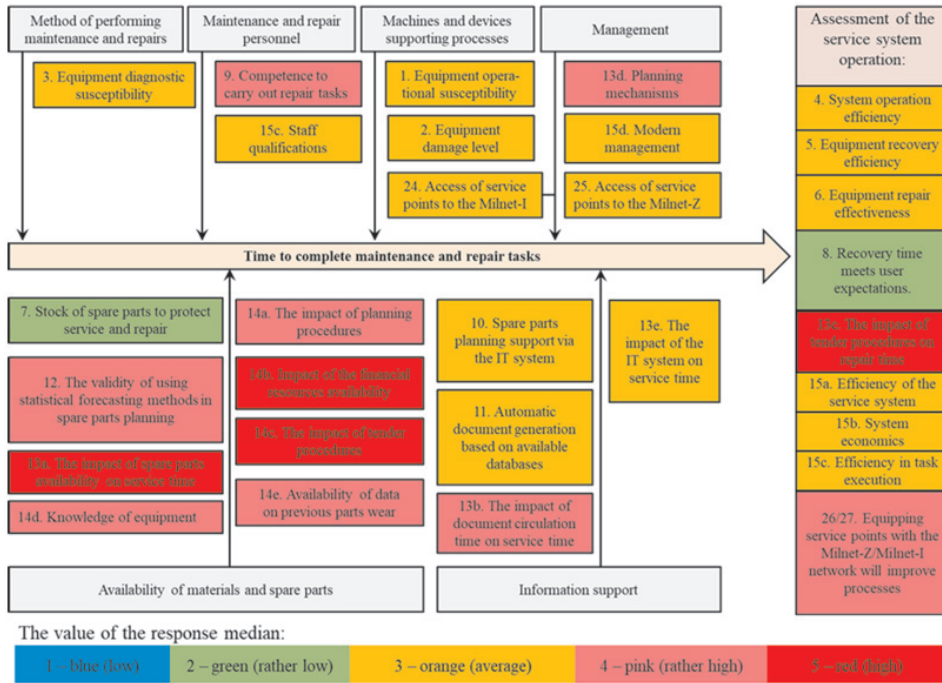 Method of performing
maintenance and repairs
Maintenance and repair
personnel
Machines and devices
supporting processes
Management
Assessment of the
service system
operation:
3. Equipment diagnostic
susceptibility
9. Competence to
carry out repair tasks
15c. Staff
qualifications
1. Equipment opera-
tional susceptibility
2. Equipment
damage level
24. Access of service
points to the Milnet-I
13d. Planning
mechanisms
15d. Modern
management
25. Access of service
points to the Milnet-Z
4. System operation
efficiency
5. Equipment recovery
efficiency
6. Equipment repair
effectiveness
8. Recovery time
meets user
expectations.
13c. The impact of
tender procedures on
repair time
15a. Efficiency of the
service system
15b. System
economics
15c. Efficiency in task
execution
26/27. Equipping
service points with the
Milnet-Z/Milnet-I
network will improve
processes
Time to complete maintenance and repair tasks
7. Stock of spare parts to protect
service and repair
12. The validity of using
statistical forecasting methods in
spare parts planning
13a. The impact of spare parts
availability on service time
14d. Knowledge of equipment
14a. The impact of planning
procedures
14b. Impact of the financial
resources availability
14c. The impact of tender
procedures
14e. Availability of data
on previous parts wear
10. Spare parts
planning support via
the IT system
11. Automatic
document generation
based on available
databases
13b. The impact of
document circulation
time on service time
13e. The
impact of the
IT system on
service time
Availability of materials and spare parts
Information support
The value of the response median:
1 – blue (low)
2 – green (rather low)
3 – orange (average)
4 – pink (rather high)
5 – red (high)